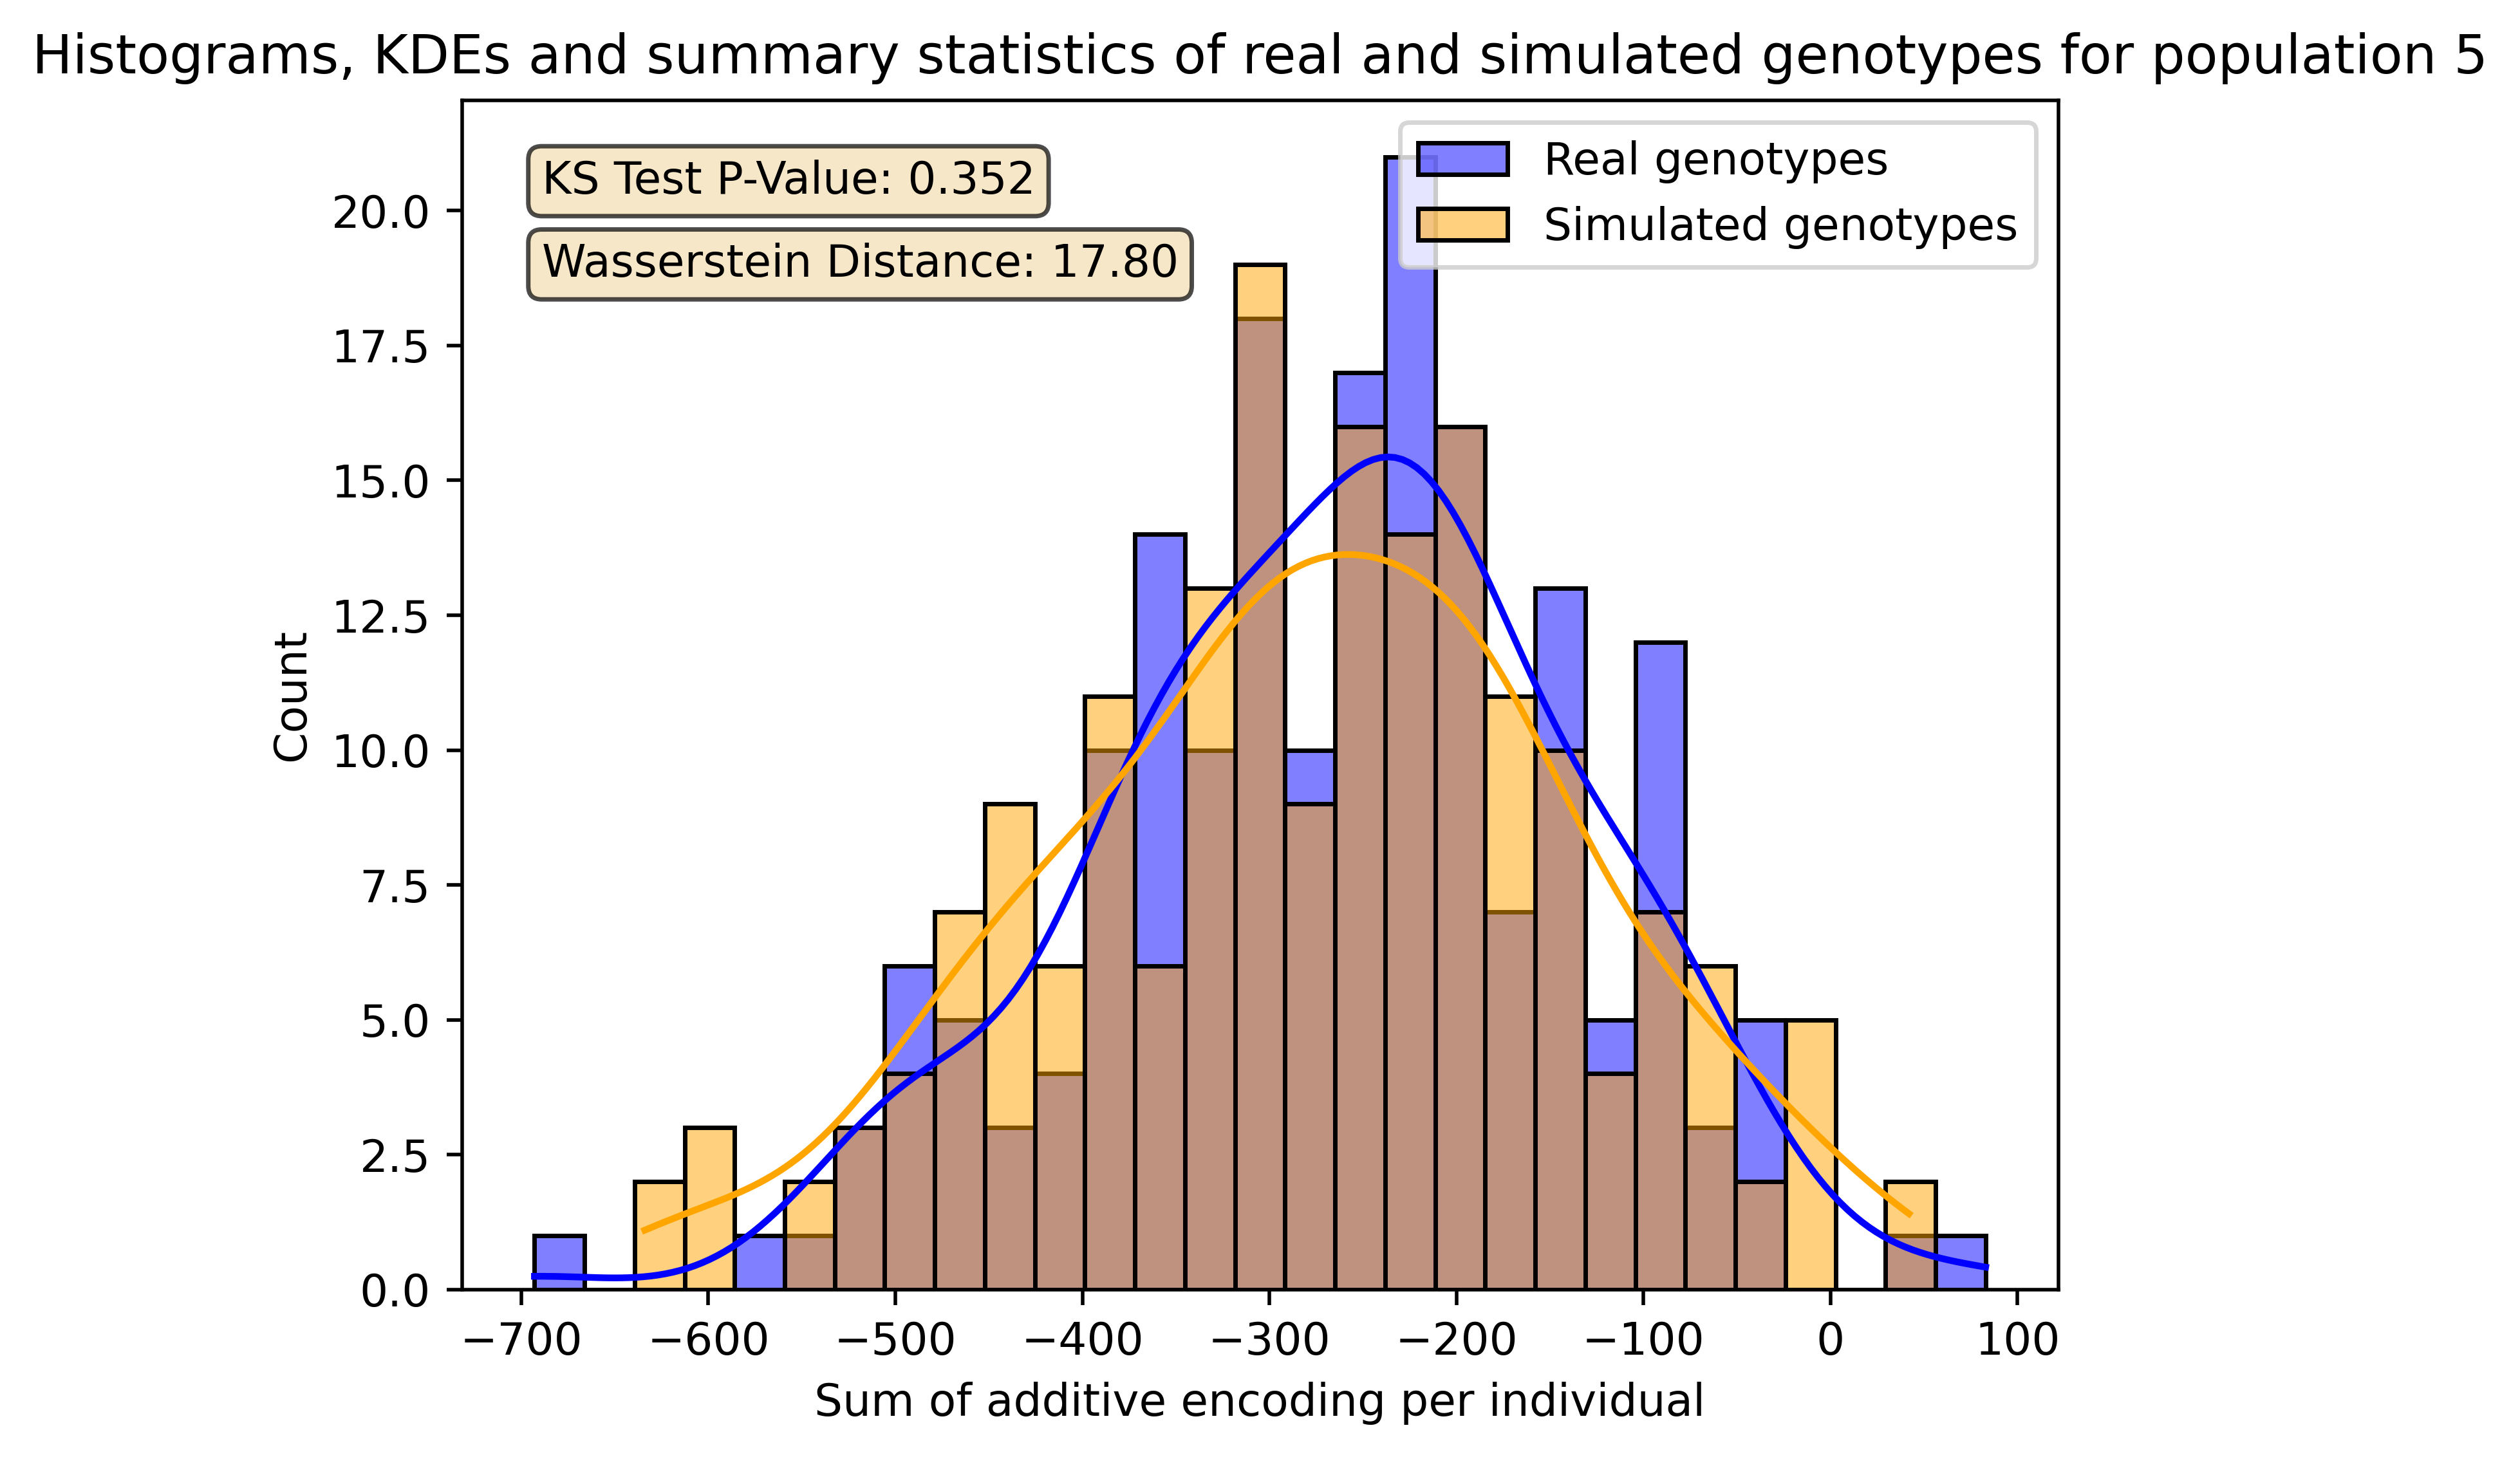 Histograms, KDEs and summary statistics of real and simulated genotypes for population 5
KS Test P-Value: 0.352
Wasserstein Distance: 17.80
Real genotypes
Simulated genotypes
20.0
17.5
15.0
12.5
10.0
7.5
5.0
2.5
0.0
Count
−700 −600 −500 −400 −300 −200 −100 0 100
Sum of additive encoding per individual